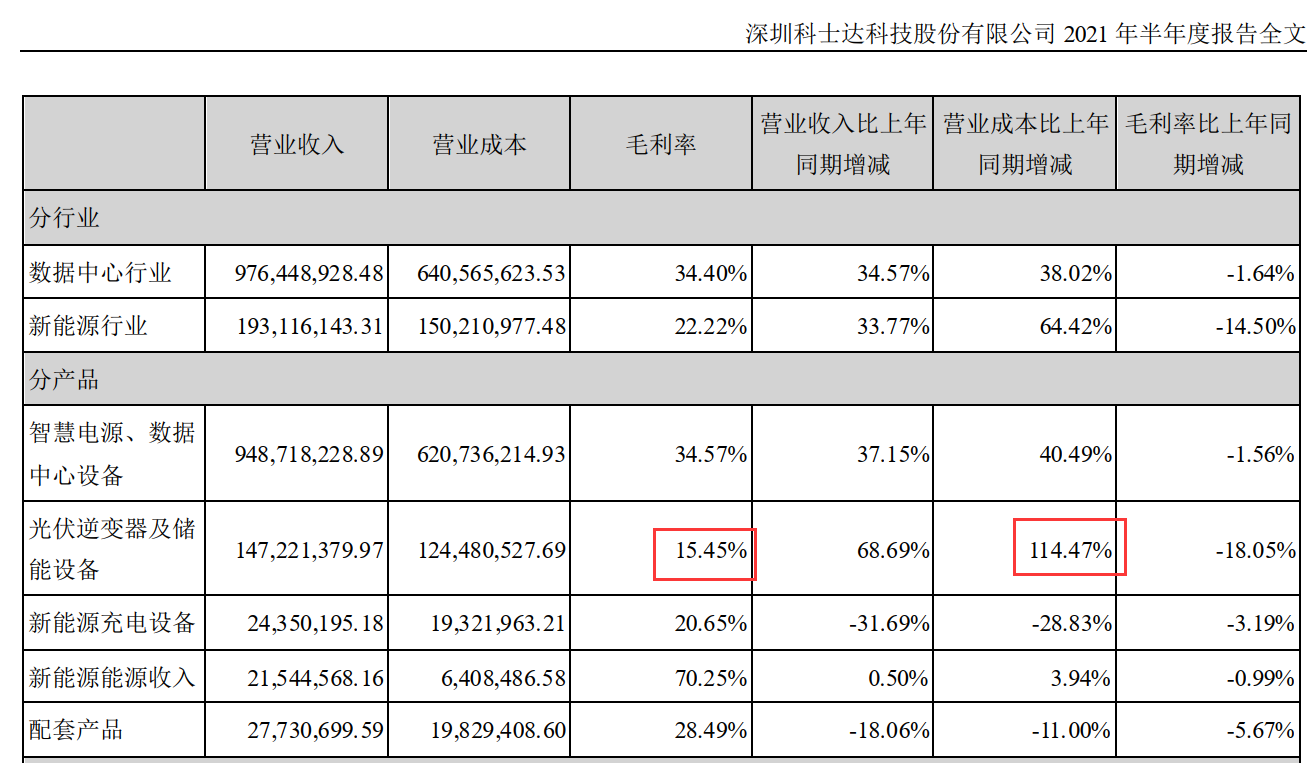 深圳科士达科技股份有限公司 2021 年半年度报告全文
营业收入 营业成本 毛利率 营业收入比上年同期增减 营业成本比上年同期增减 毛利率比上年同期增减
分行业
数据中心行业 976,448,928.48 640,565,623.53 34.40% 34.57% 38.02% -1.64%
新能源行业 193,116,143.31 150,210,977.48 22.22% 33.77% 64.42% -14.50%
分产品
智慧电源、数据中心设备 948,718,228.89 620,736,214.93 34.57% 37.15% 40.49% -1.56%
光伏逆变器及储能设备 147,221,379.97 124,480,527.69 15.45% 68.69% 114.47% -18.05%
新能源充电设备 24,350,195.18 19,321,963.21 20.65% -31.69% -28.83% -3.19%
新能源能源收入 21,544,568.16 6,408,486.58 70.25% 0.50% 3.94% -0.99%
配套产品 27,730,699.59 19,829,408.60 28.49% -18.06% -11.00% -5.67%